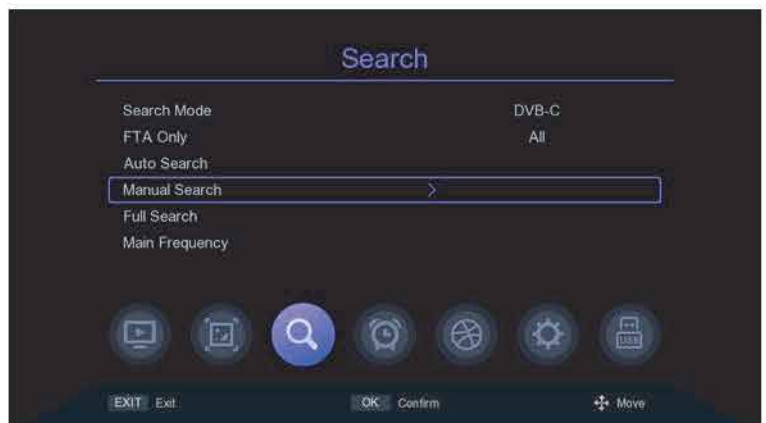 Search
Search Mode DVB-C
FTA Only All
Auto Search
Manual Search >
Full Search
Main Frequency
USB
EXIT Exit OK Confirm Move